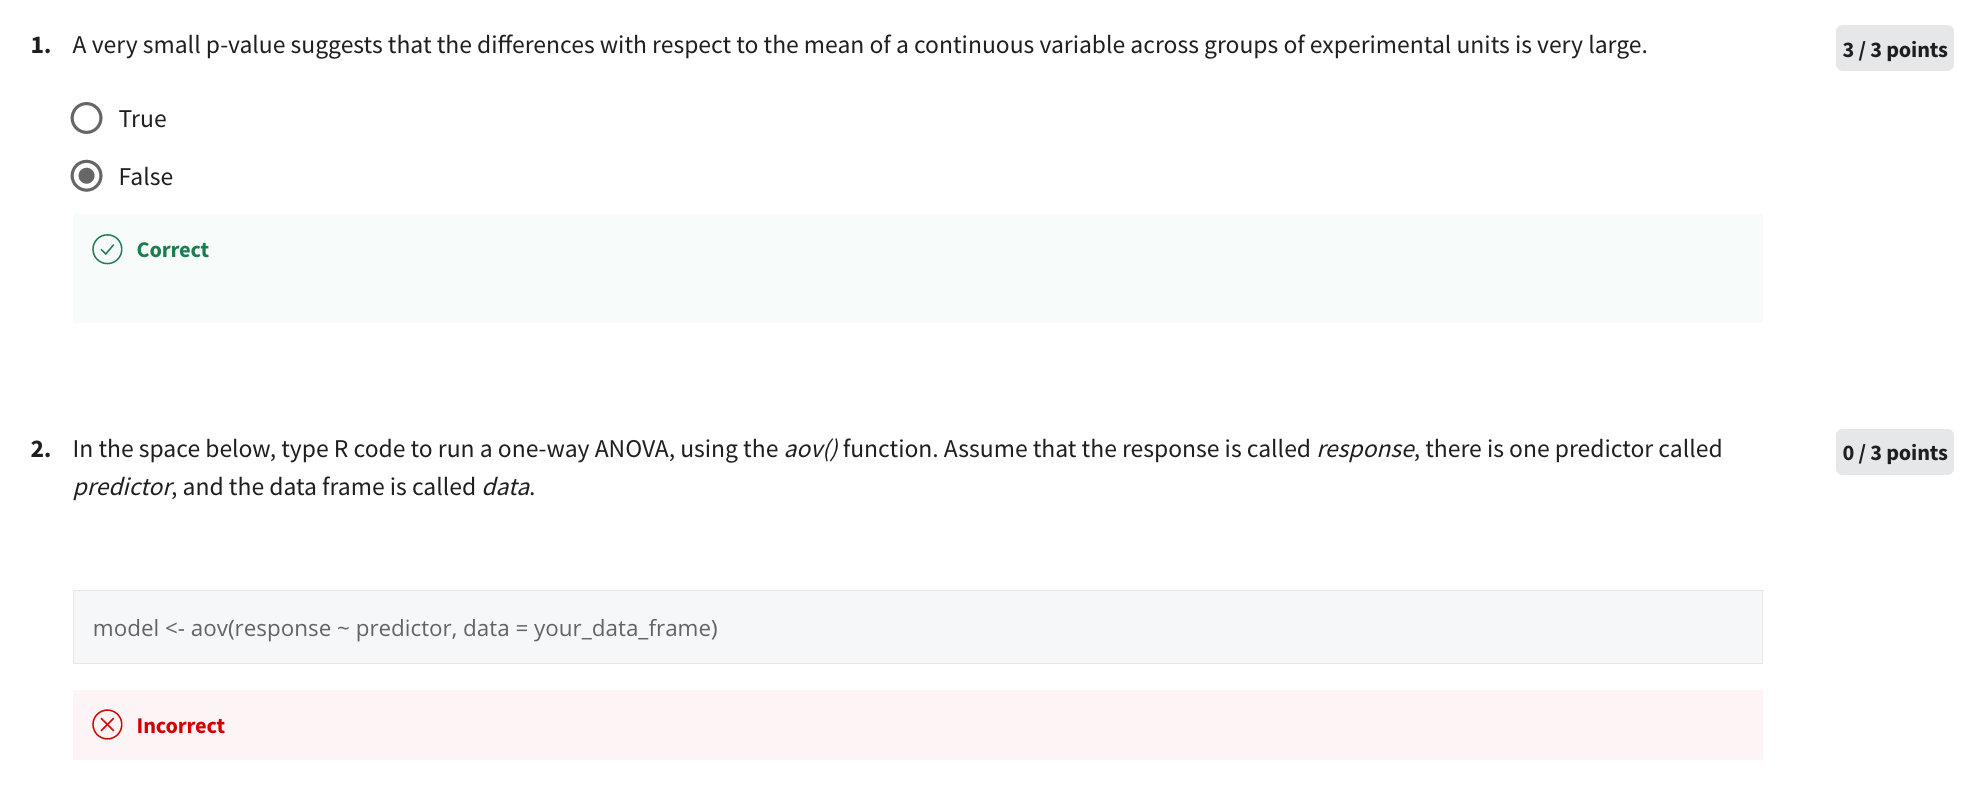 1. A very small p-value suggests that the differences with respect to the mean of a continuous variable across groups of experimental units is very large.
3 / 3 points
True
False
Correct
2. In the space below, type R code to run a one-way ANOVA, using the aov() function. Assume that the response is called response, there is one predictor called
0 / 3 points
predictor, and the data frame is called data.
model <- aov(response ~ predictor, data = your_data_frame)
Incorrect